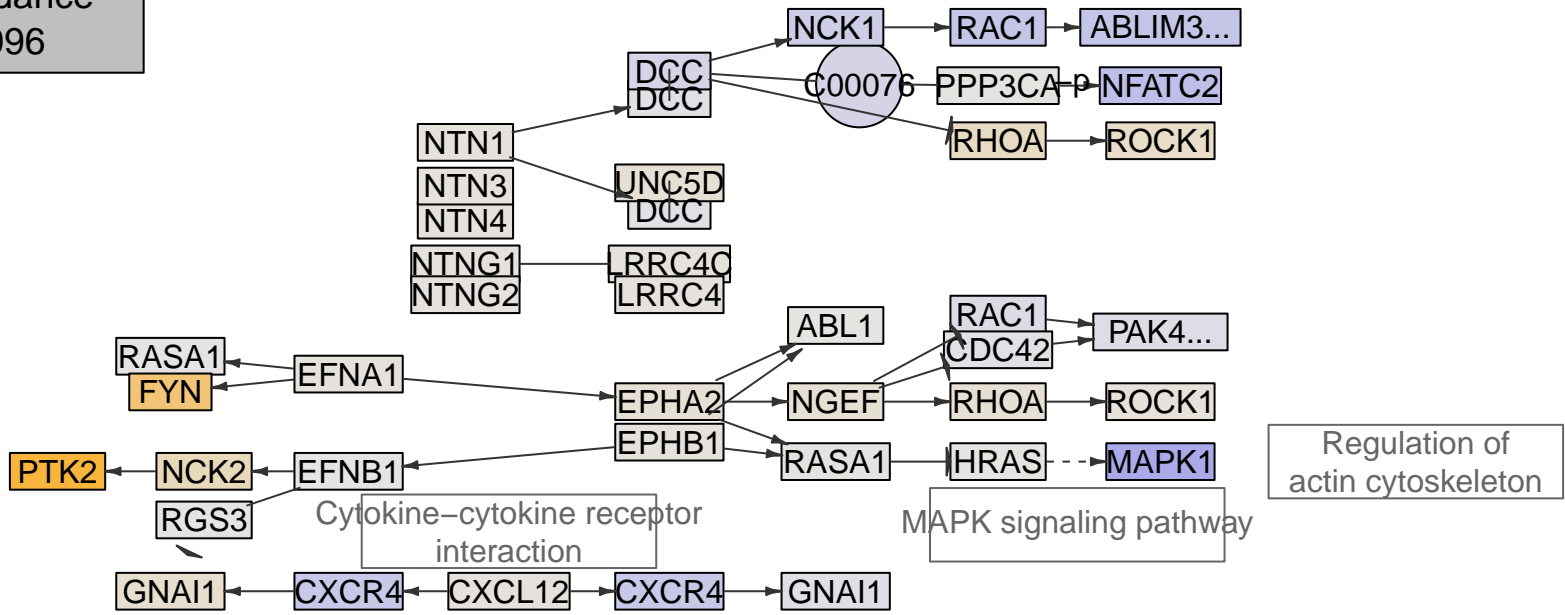 NCK1
RAC1
ABLIM3...
DCC
DCC
C00076
PPP3CA
+p
NFATC2
RHOA
ROCK1
NTN1
NTN3
NTN4
UNC5D
DCC
NTNG1
NTNG2
LRRC4C
LRRC4
RASA1
FYN
EFNA1
ABL1
RAC1
CDC42
PAK4...
EPHA2
EPHB1
NGEF
RHOA
ROCK1
PTK2
NCK2
EFNB1
RASA1
HRAS
MAPK1
Regulation of
actin cytoskeleton
RGS3
Cytokine−cytokine receptor
interaction
MAPK signaling pathway
GNAI1
CXCR4
CXCL12
CXCR4
GNAI1